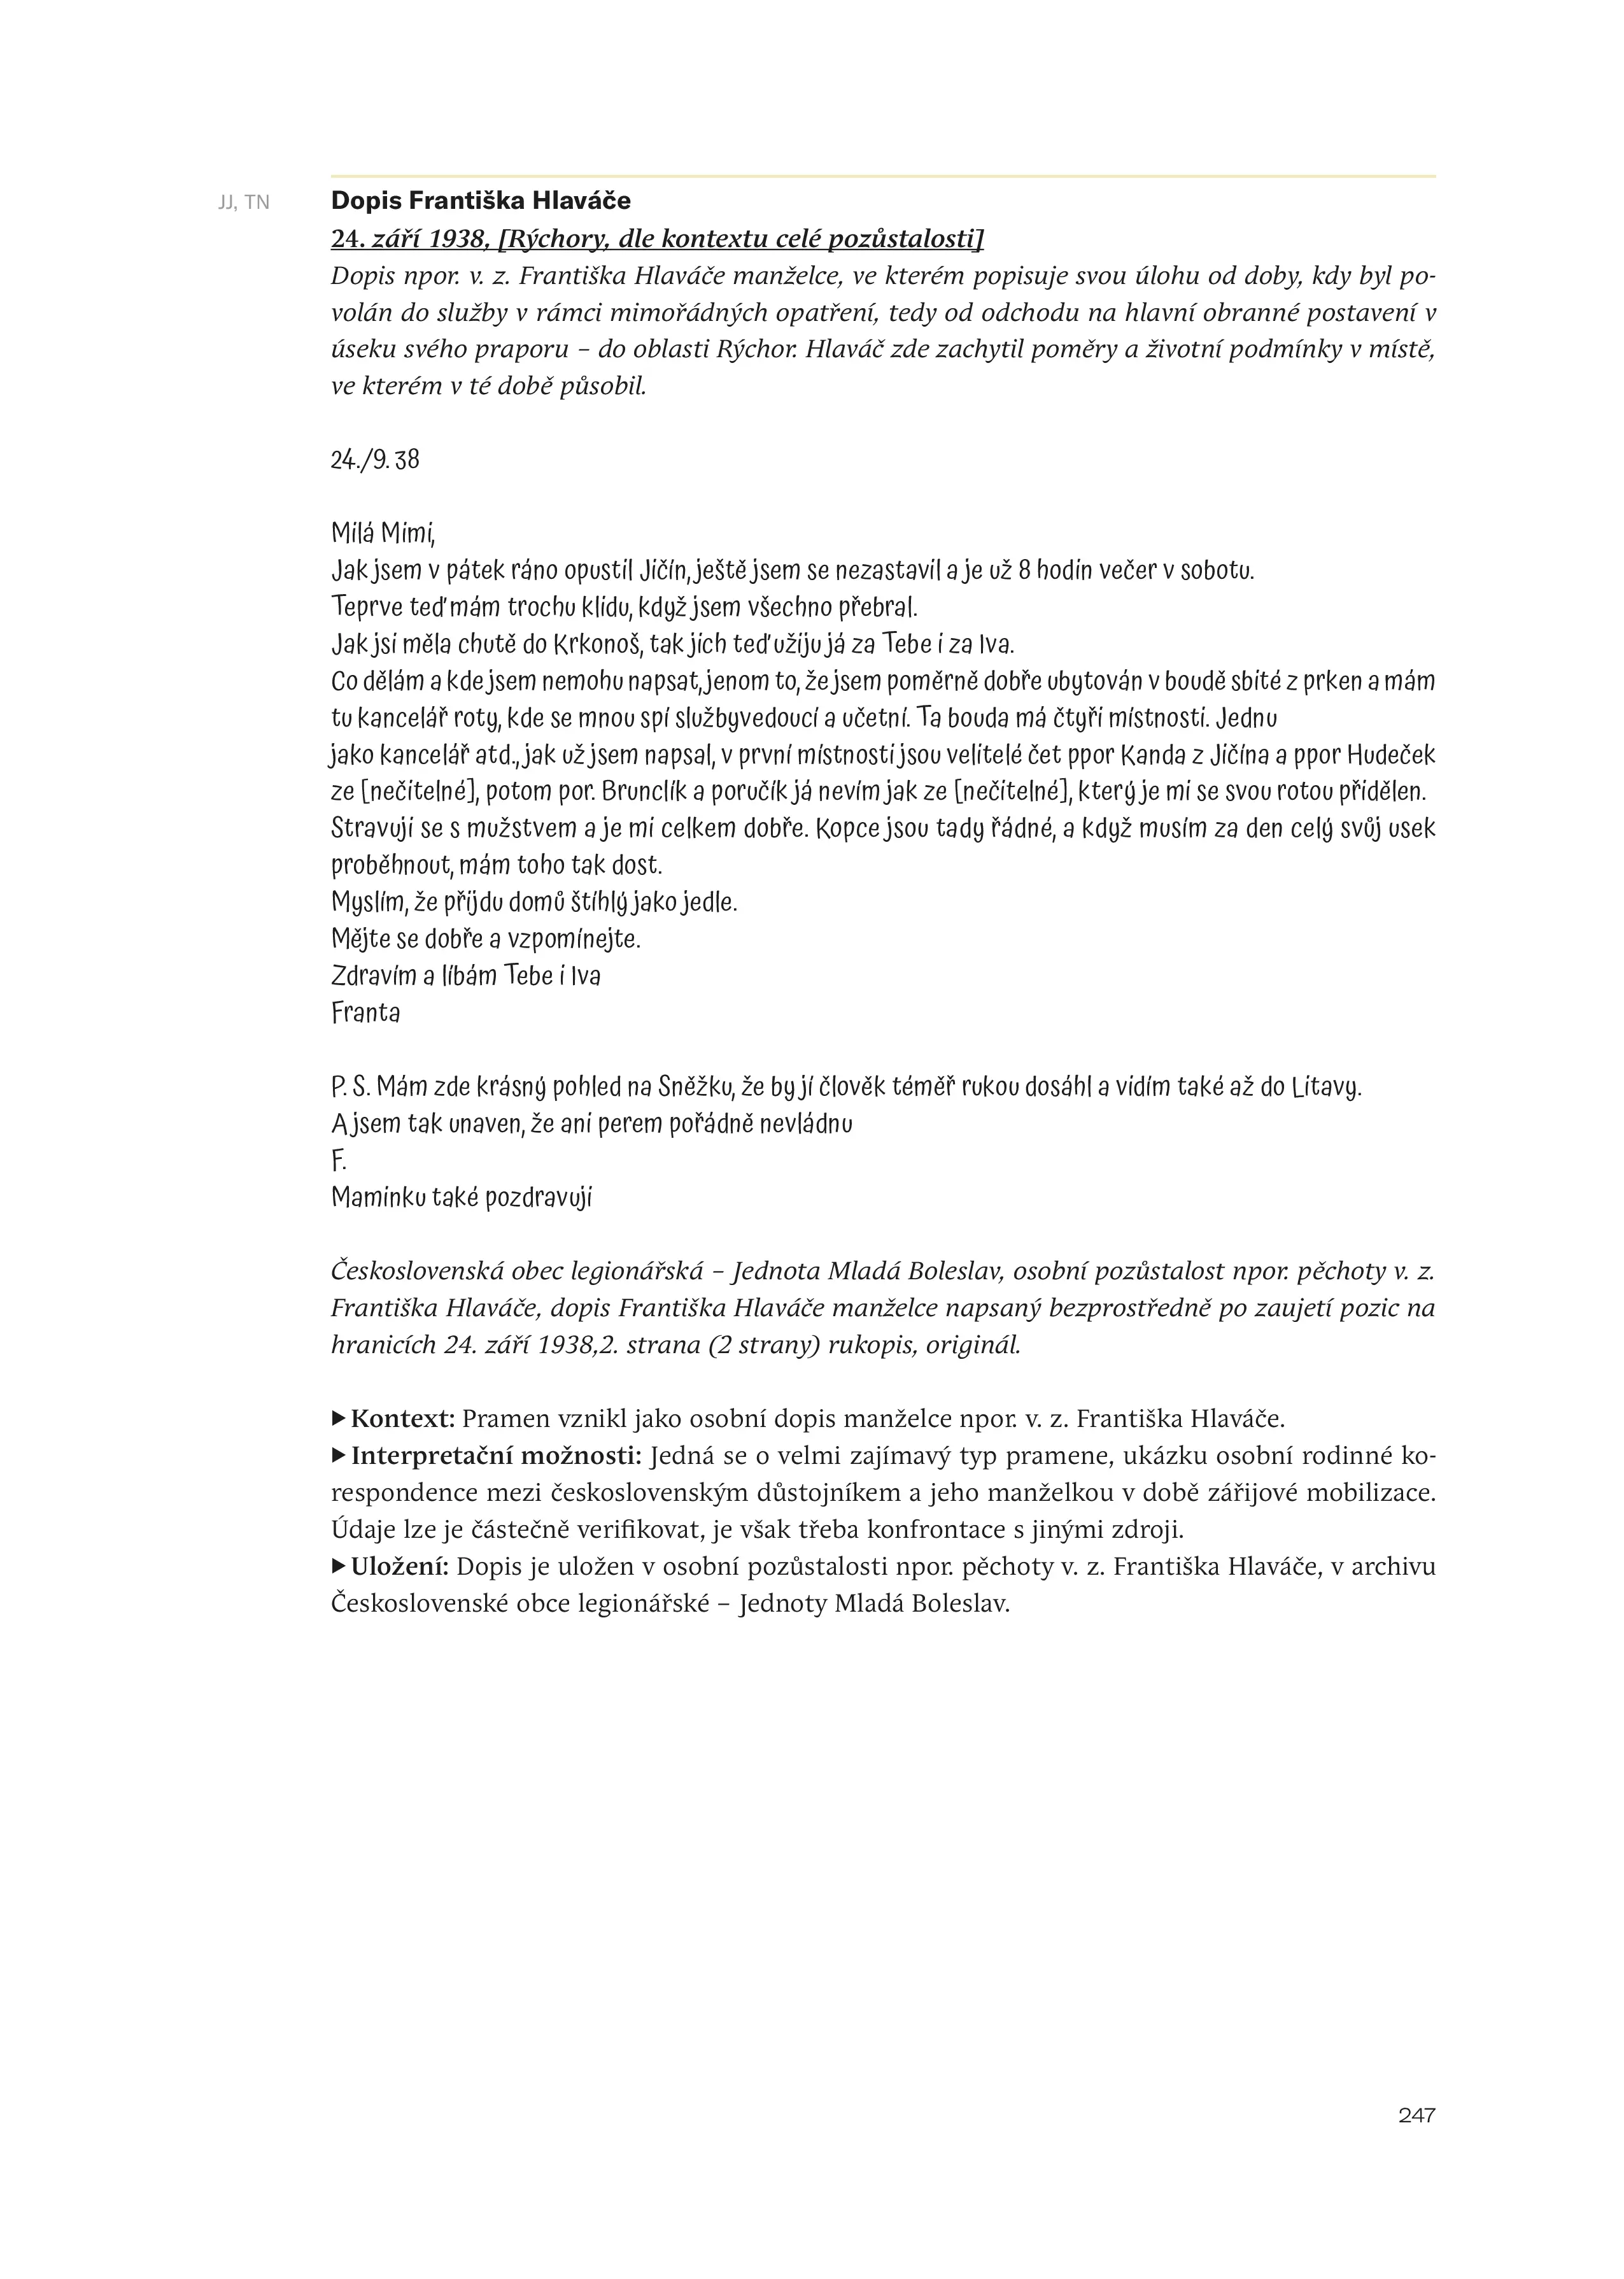 JJ, TN
Dopis Františka Hlaváče
24. září 1938, [Rýchory, dle kontextu celé pozůstalosti]
Dopis npor. v. z. Františka Hlaváče manželce, ve kterém popisuje svou úlohu od doby, kdy byl po-
volán do služby v rámci mimořádných opatření, tedy od odchodu na hlavní obranné postavení v
úseku svého praporu – do oblasti Rýchor. Hlaváč zde zachytil poměry a životní podmínky v místě,
ve kterém v té době působil.
24./9. 38
Milá Mimi,
Jak jsem v pátek ráno opustil Jičín, ještě jsem se nezastavil a je už 8 hodin večer v sobotu.
Teprve teď mám trochu klidu, když jsem všechno přebral.
Jak jsi měla chutě do Krkonoš, tak jich teď užiju já za Tebe i za Iva.
Co dělám a kde jsem nemohu napsat, jenom to, že jsem poměrně dobře ubytován v boudě sbité z prken a mám
tu kancelář roty, kde se mnou spí službyvedoucí a učetní. Ta bouda má čtyři místnosti. Jednu
jako kancelář atd., jak už jsem napsal, v první místnosti jsou velitelé čet ppor Kanda z Jičína a ppor Hudeček
ze [nečitelné], potom por. Brunclík a poručík já nevím jak ze [nečitelné], který je mi se svou rotou přidělen.
Stravuji se s mužstvem a je mi celkem dobře. Kopce jsou tady řádné, a když musím za den celý svůj usek
proběhnout, mám toho tak dost.
Myslím, že přijdu domů štíhlý jako jedle.
Mějte se dobře a vzpomínejte.
Zdravím a líbám Tebe i Iva
Franta
P. S. Mám zde krásný pohled na Sněžku, že by jí člověk téměř rukou dosáhl a vidím také až do Litavy.
A jsem tak unaven, že ani perem pořádně nevládnu
F.
Maminku také pozdravuji
Československá obec legionářská – Jednota Mladá Boleslav, osobní pozůstalost npor. pěchoty v. z.
Františka Hlaváče, dopis Františka Hlaváče manželce napsaný bezprostředně po zaujetí pozic na
hranicích 24. září 1938,2. strana (2 strany) rukopis, originál.
▶ Kontext: Pramen vznikl jako osobní dopis manželce npor. v. z. Františka Hlaváče.
▶ Interpretační možnosti: Jedná se o velmi zajímavý typ pramene, ukázku osobní rodinné ko-
respondence mezi československým důstojníkem a jeho manželkou v době zářijové mobilizace.
Údaje lze je částečně verifikovat, je však třeba konfrontace s jinými zdroji.
▶ Uložení: Dopis je uložen v osobní pozůstalosti npor. pěchoty v. z. Františka Hlaváče, v archivu
Československé obce legionářské – Jednoty Mladá Boleslav.
247